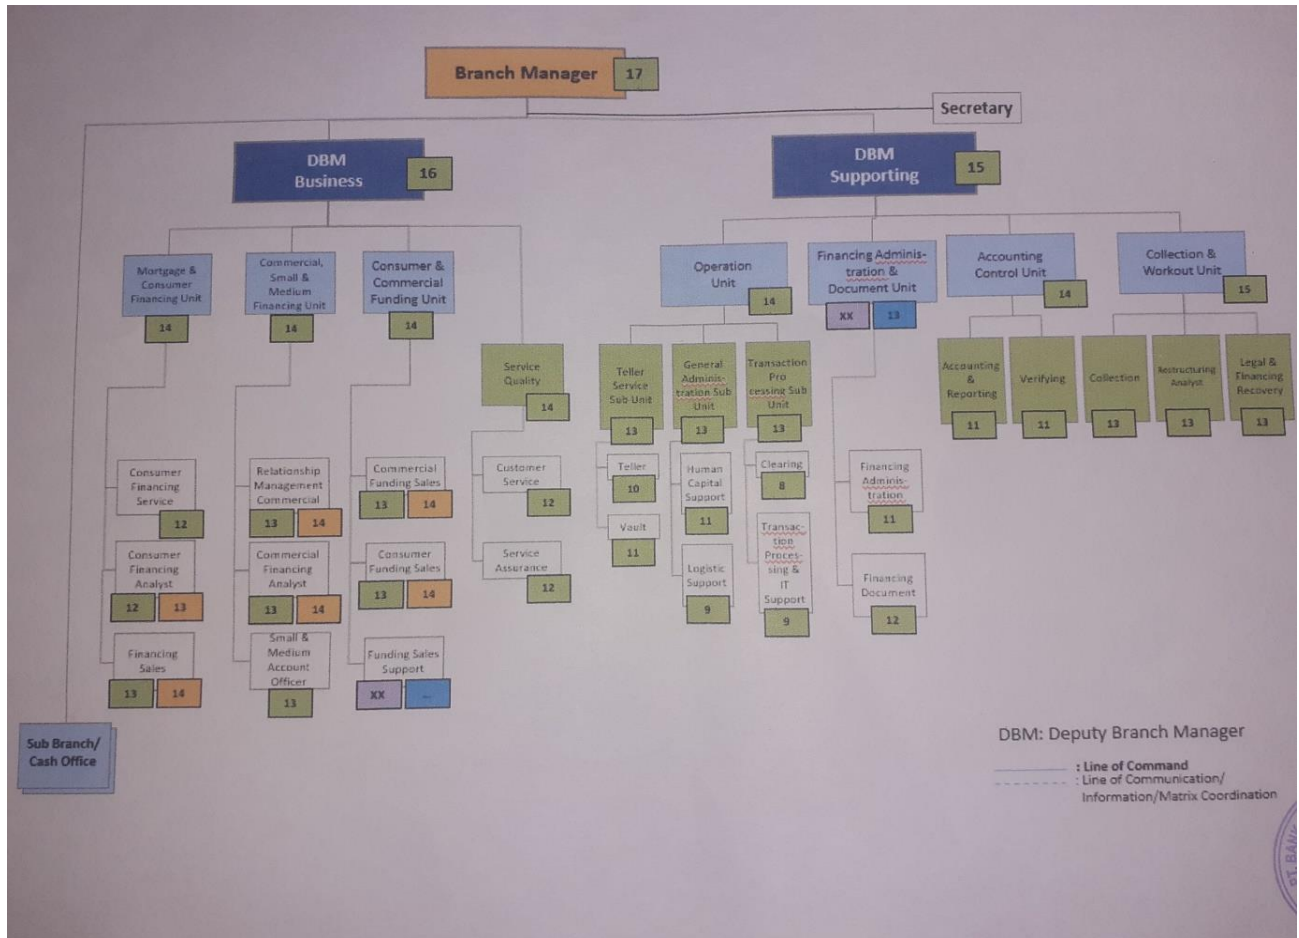 Branch Manager
17
Secretary
DBM
Business
16
DBM
Supporting
15
Mortgage &
Consumer
Financing Unit
14
Commercial,
Small &
Medium
Financing Unit
14
Consumer &
Commercial
Funding Unit
14
Service
Quality
14
Operation
Unit
14
Financing Adminis-
tration &
Document Unit
XX
13
Accounting
Control Unit
14
Collection &
Workout Unit
15
Teller
Service
Sub Unit
13
General
Adminis-
tration Sub
Unit
13
Transaction
Pro
cessing Sub
Unit
13
Accounting
&
Reporting
11
Verifying
11
Collection
13
Restructuring
Analyst
13
Legal &
Financing
Recovery
13
Consumer
Financing
Service
12
Consumer
Financing
Analyst
12
13
Financing
Sales
13
14
Relationship
Management
Commercial
13
14
Commercial
Financing
Analyst
13
14
Small &
Medium
Account
Officer
13
Commercial
Funding Sales
13
14
Consumer
Funding Sales
13
14
Funding Sales
Support
XX
...
Customer
Service
12
Service
Assurance
12
Teller
10
Vault
11
Human
Capital
Support
11
Logistic
Support
9
Clearing
8
Transac-
tion
Proces-
sing &
IT
Support
9
Financing
Adminis-
tration
11
Financing
Document
12
Sub Branch/
Cash Office
DBM: Deputy Branch Manager
: Line of Command
: Line of Communication/
Information/Matrix Coordination
PT. BANK